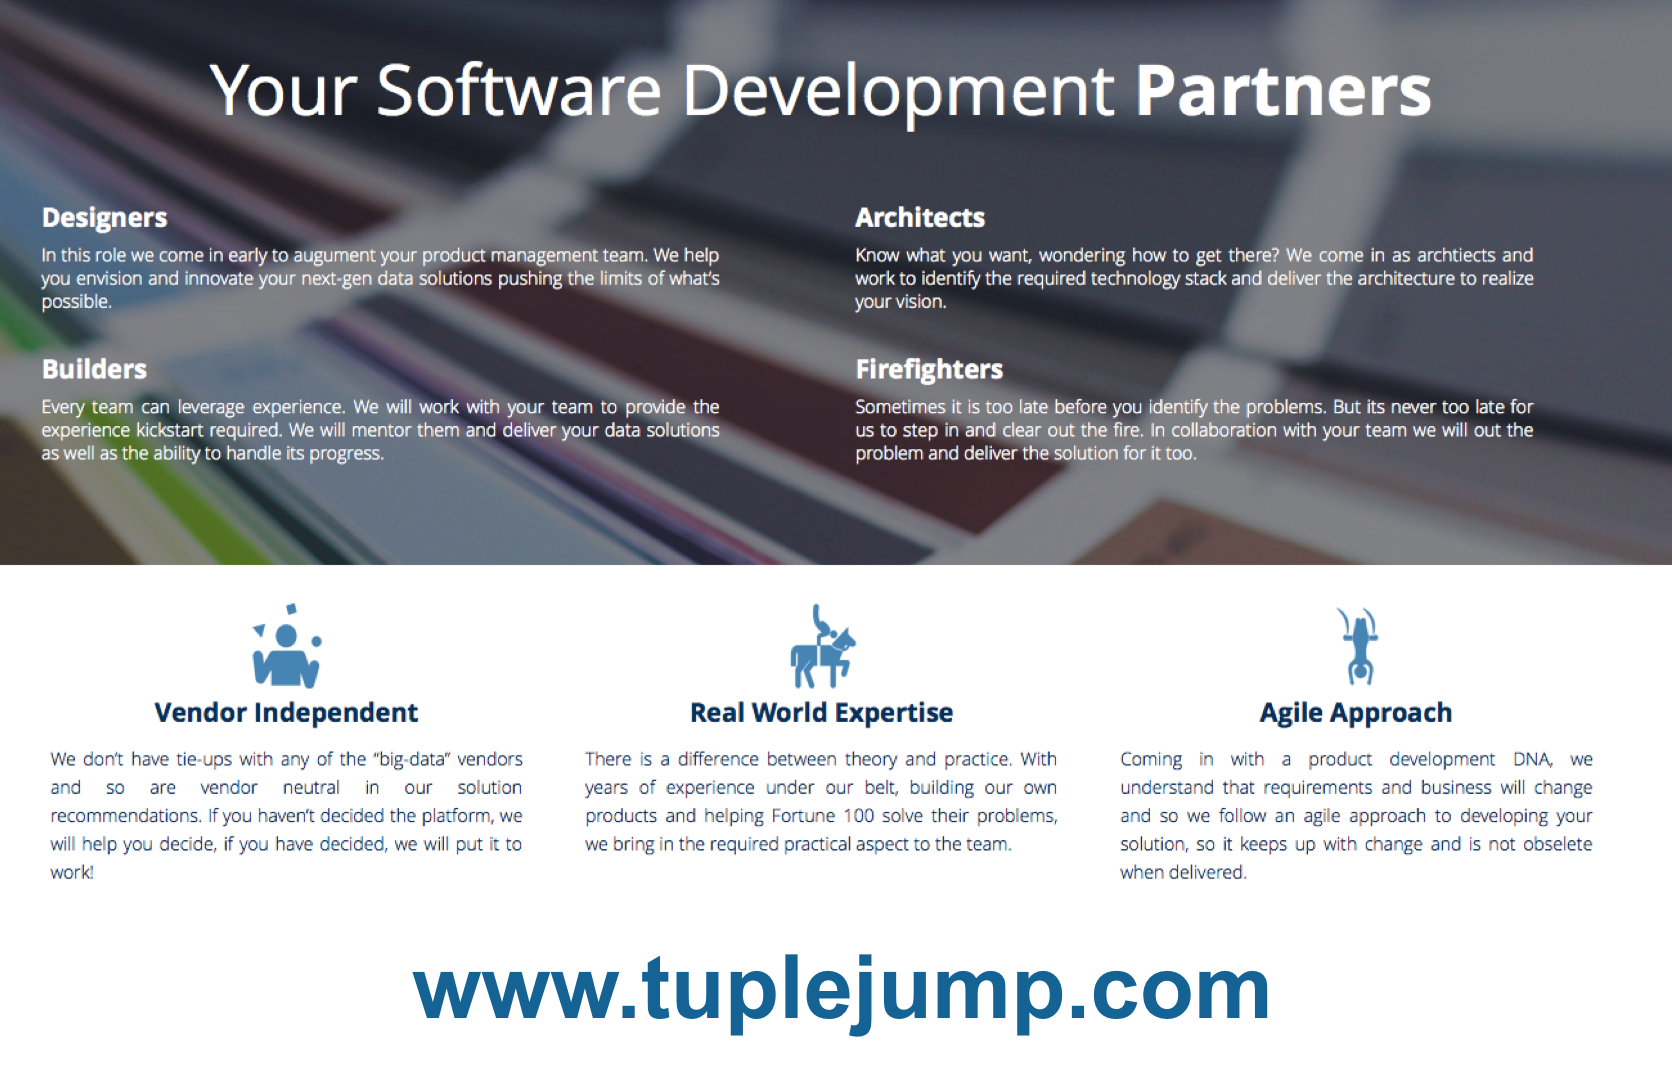 Your Software Development Partners
Designers
In this role we come in early to augument your product management team. We help
you envision and innovate your next-gen data solutions pushing the limits of what's
possible.
Architects
Know what you want, wondering how to get there? We come in as archtiects and
work to identify the required technology stack and deliver the architecture to realize
your vision.
Builders
Every team can leverage experience. We will work with your team to provide the
experience kickstart required. We will mentor them and deliver your data solutions
as well as the ability to handle its progress.
Firefighters
Sometimes it is too late before you identify the problems. But its never too late for
us to step in and clear out the fire. In collaboration with your team we will out the
problem and deliver the solution for it too.
Vendor Independent
We don't have tie-ups with any of the "big-data" vendors
and so are vendor neutral in our solution
recommendations. If you haven't decided the platform, we
will help you decide, if you have decided, we will put it to
work!
Real World Expertise
There is a difference between theory and practice. With
years of experience under our belt, building our own
products and helping Fortune 100 solve their problems,
we bring in the required practical aspect to the team.
Agile Approach
Coming in with a product development DNA, we
understand that requirements and business will change
and so we follow an agile approach to developing your
solution, so it keeps up with change and is not obselete
when delivered.
www.tuplejump.com